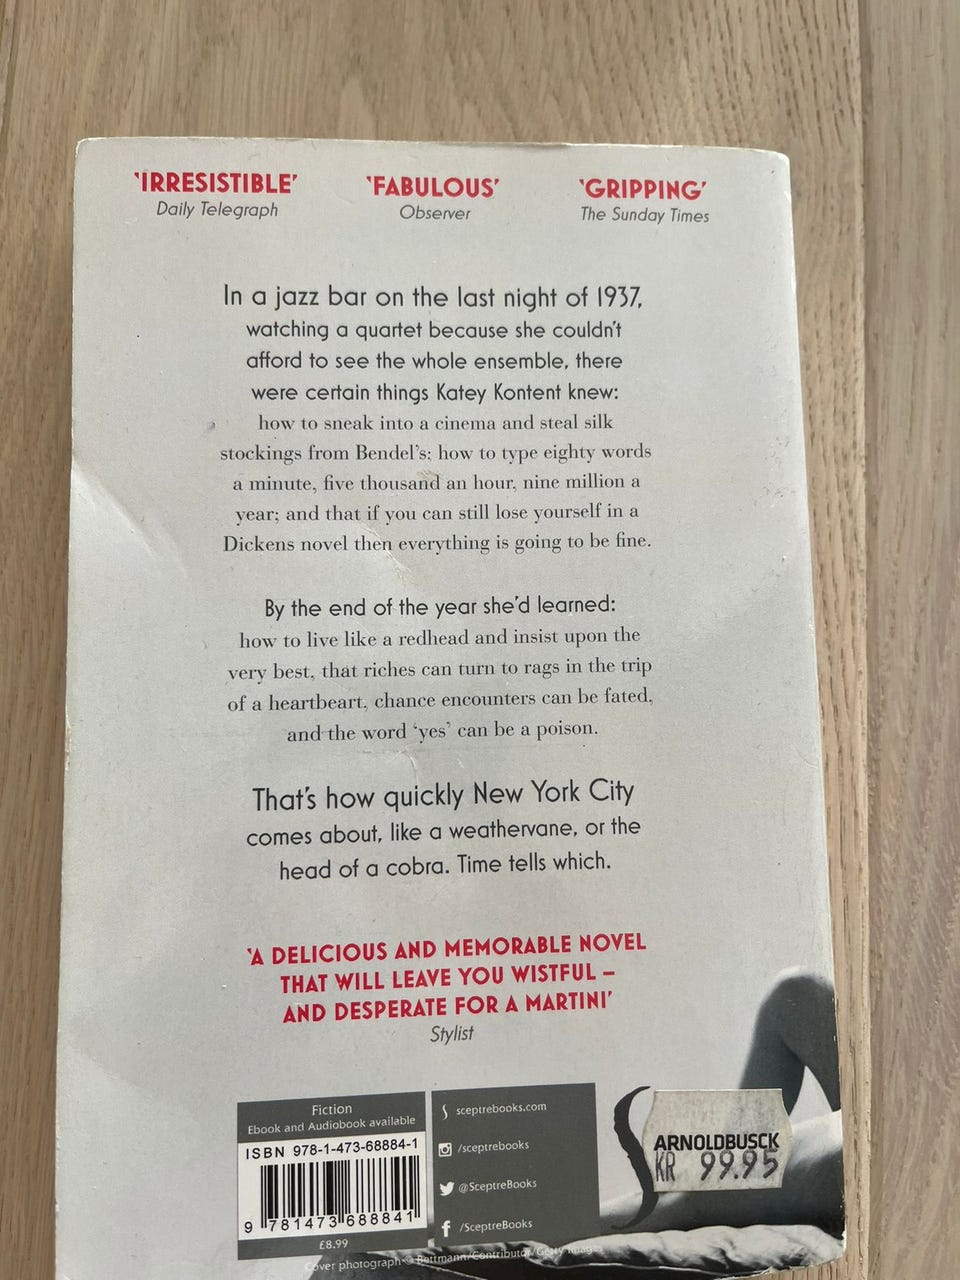 ‘IRRESISTIBLE’
Daily Telegraph
‘FABULOUS’
Observer
‘GRIPPING’
The Sunday Times
In a jazz bar on the last night of 1937,
watching a quartet because she couldn’t
afford to see the whole ensemble, there
were certain things Katey Kontent knew:
how to sneak into a cinema and steal silk
stockings from Bendel’s; how to type eighty words
a minute, five thousand an hour, nine million a
year; and that if you can still lose yourself in a
Dickens novel then everything is going to be fine.
By the end of the year she’d learned:
how to live like a redhead and insist upon the
very best, that riches can turn to rags in the trip
of a heartbeart, chance encounters can be fated,
and the word ‘yes’ can be a poison.
That’s how quickly New York City
comes about, like a weathervane, or the
head of a cobra. Time tells which.
‘A DELICIOUS AND MEMORABLE NOVEL
THAT WILL LEAVE YOU WISTFUL –
AND DESPERATE FOR A MARTINI’
Stylist
Fiction
Ebook and Audiobook available
ISBN 978-1-473-68884-1
9 781473 688841
£8.99
sceptrebooks.com
/sceptrebooks
@SceptreBooks
/SceptreBooks
ARNOLDBUSCK
KR 99.95
Cover photograph © Bettmann/Contributor/Getty Images